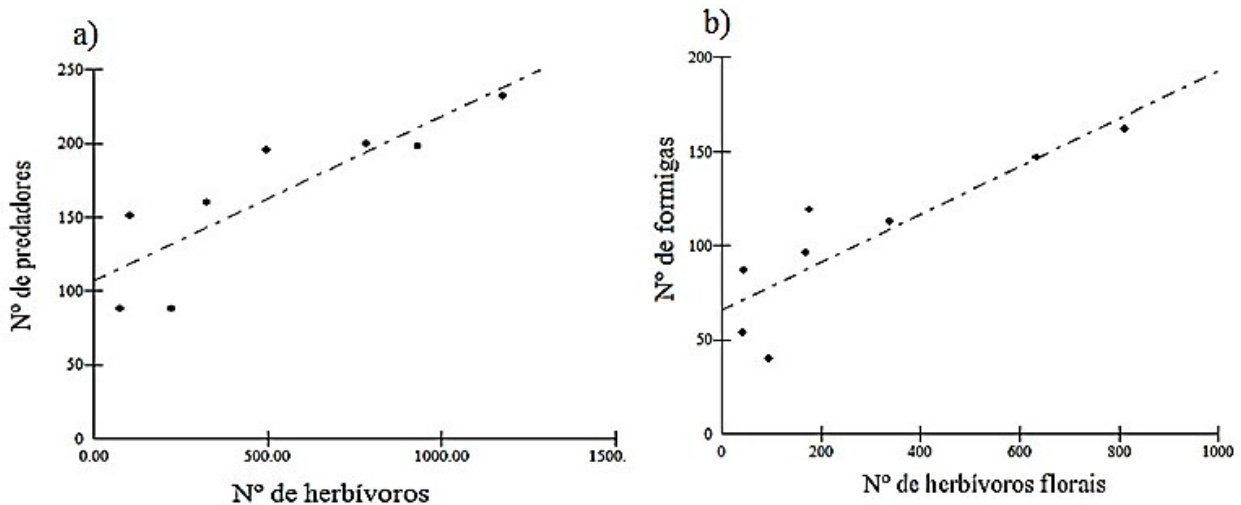 a)
250
200
150
100
50
0
0.00 500.00 1000.00 1500.
Nº de predadores
Nº de herbívoros
b)
200
150
100
50
0
0 200 400 600 800 1000
Nº de formigas
Nº de herbívoros florais